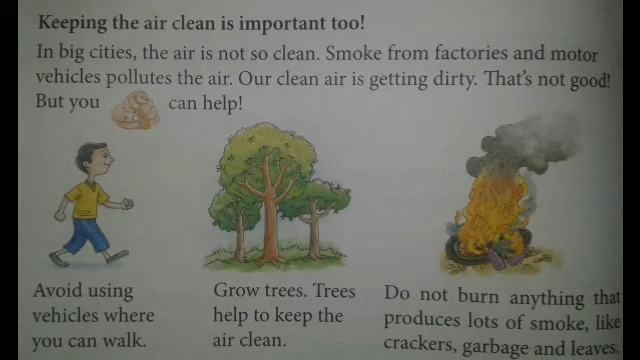 Keeping the air clean is important too!
In big cities, the air is not so clean. Smoke from factories and motor
vehicles pollutes the air. Our clean air is getting dirty. That's not good!
But you can help!
Avoid using
vehicles where
you can walk.
Grow trees. Trees
help to keep the
air clean.
Do not burn anything that
produces lots of smoke, like
crackers, garbage and leaves.